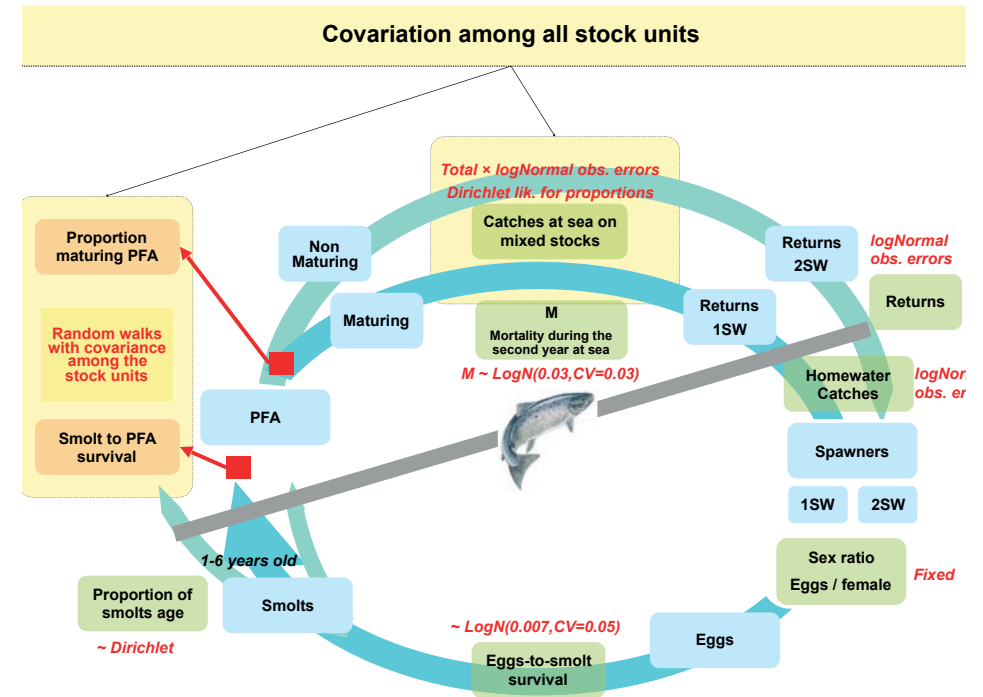 Covariation among all stock units
Total × logNormal obs. errors
Dirichlet lik. for proportions
Catches at sea on
mixed stocks
Proportion
maturing PFA
Non
Maturing
Returns
2SW
logNormal
obs. errors
Returns
Random walks
with covariance
among the
stock units
Maturing
M
Mortality during the
second year at sea
Returns
1SW
M ~ LogN(0.03,CV=0.03)
Homewater
Catches
logNor
obs. er
PFA
Smolt to PFA
survival
Spawners
1SW
2SW
1-6 years old
Sex ratio
Eggs / female
Fixed
Proportion of
smolts age
Smolts
~ Dirichlet
~ LogN(0.007,CV=0.05)
Eggs
Eggs-to-smolt
survival